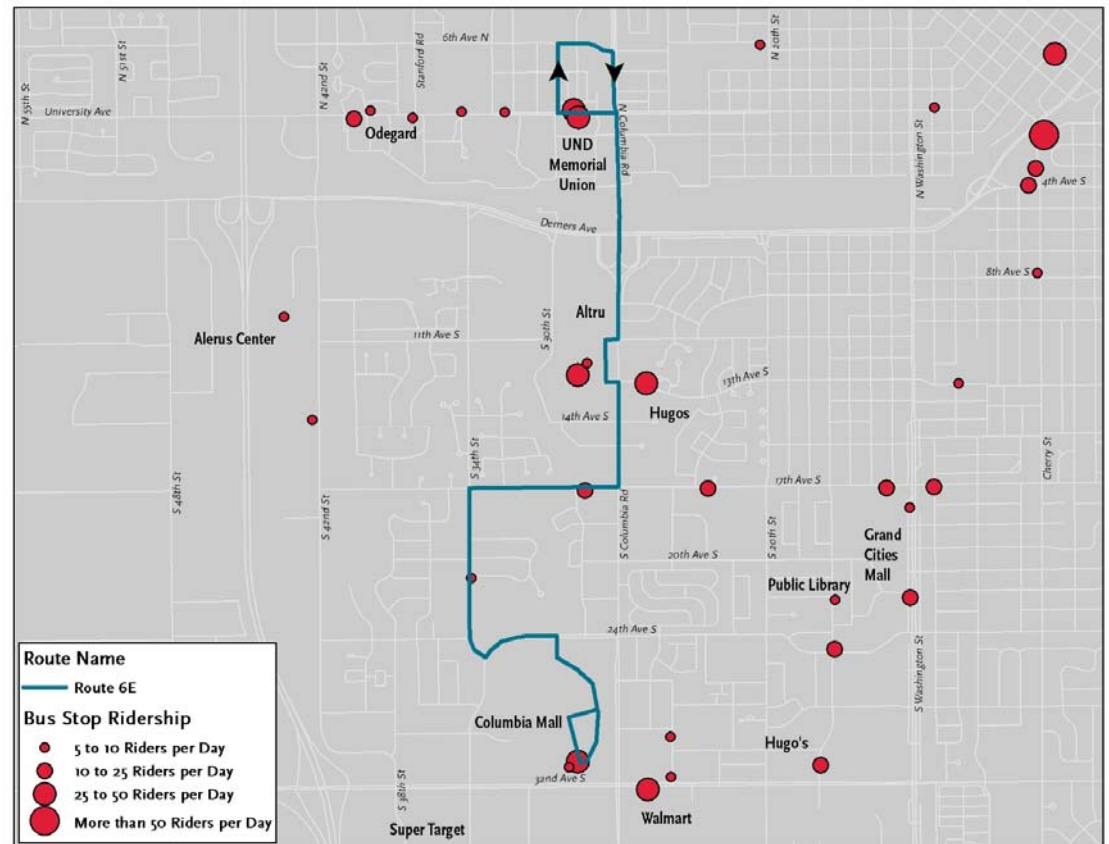 6th Ave N
N 20th St
N 51st St
Stanford Rd
N 42nd St
N 55th St
University Ave
Odegard
UND
Memorial
Union
N Columbia Rd
N Washington St
4th Ave S
Demers Ave
8th Ave S
Altru
S 30th St
Alerus Center
11th Ave S
13th Ave S
Hugos
14th Ave S
Cherry St
S 34th St
17th Ave S
S 48th St
S 42nd St
S Columbia Rd
S 20th St
20th Ave S
Grand
Cities
Mall
Public Library
24th Ave S
S Washington St
Columbia Mall
Hugo's
32nd Ave S
S 38th St
Walmart
Super Target
Route Name
Route 6E
Bus Stop Ridership
5 to 10 Riders per Day
10 to 25 Riders per Day
25 to 50 Riders per Day
More than 50 Riders per Day